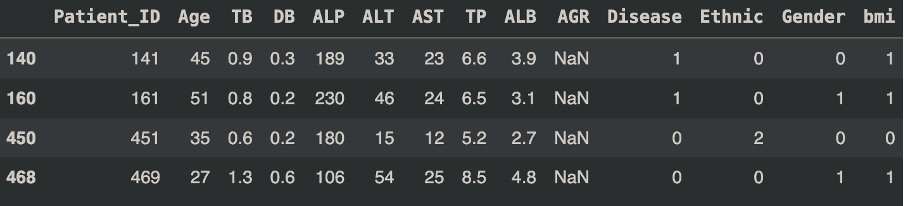 Patient_ID Age TB DB ALP ALT AST TP ALB AGR Disease Ethnic Gender bmi
140 141 45 0.9 0.3 189 33 23 6.6 3.9 NaN 1 0 0 1
160 161 51 0.8 0.2 230 46 24 6.5 3.1 NaN 1 0 1 1
450 451 35 0.6 0.2 180 15 12 5.2 2.7 NaN 0 2 0 0
468 469 27 1.3 0.6 106 54 25 8.5 4.8 NaN 0 0 1 1